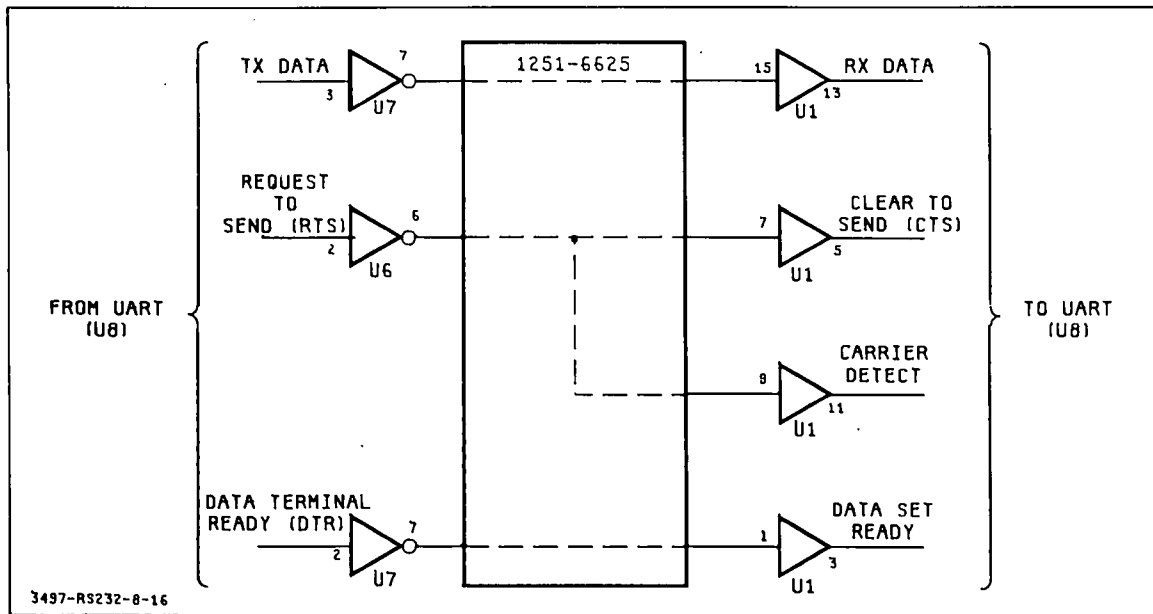 TX DATA
3
7
U7
1251-6625
15
U1
13
RX DATA
REQUEST
TO
SEND (RTS)
2
6
U6
7
U1
5
CLEAR TO
SEND (CTS)
FROM UART
(U8)
TO UART
(U8)
9
U1
11
CARRIER
DETECT
DATA TERMINAL
READY (DTR)
2
7
U7
1
U1
3
DATA SET
READY
3497-RS232-8-16